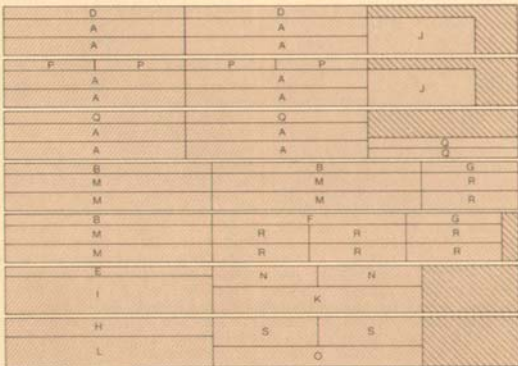 D D
A A J
A A
P P P P
A A J
A A
Q Q
A A
A A Q
Q
B B G
M M R
M M R
B F G
M R R R
M R R R
E N N
I K
H S S
L O